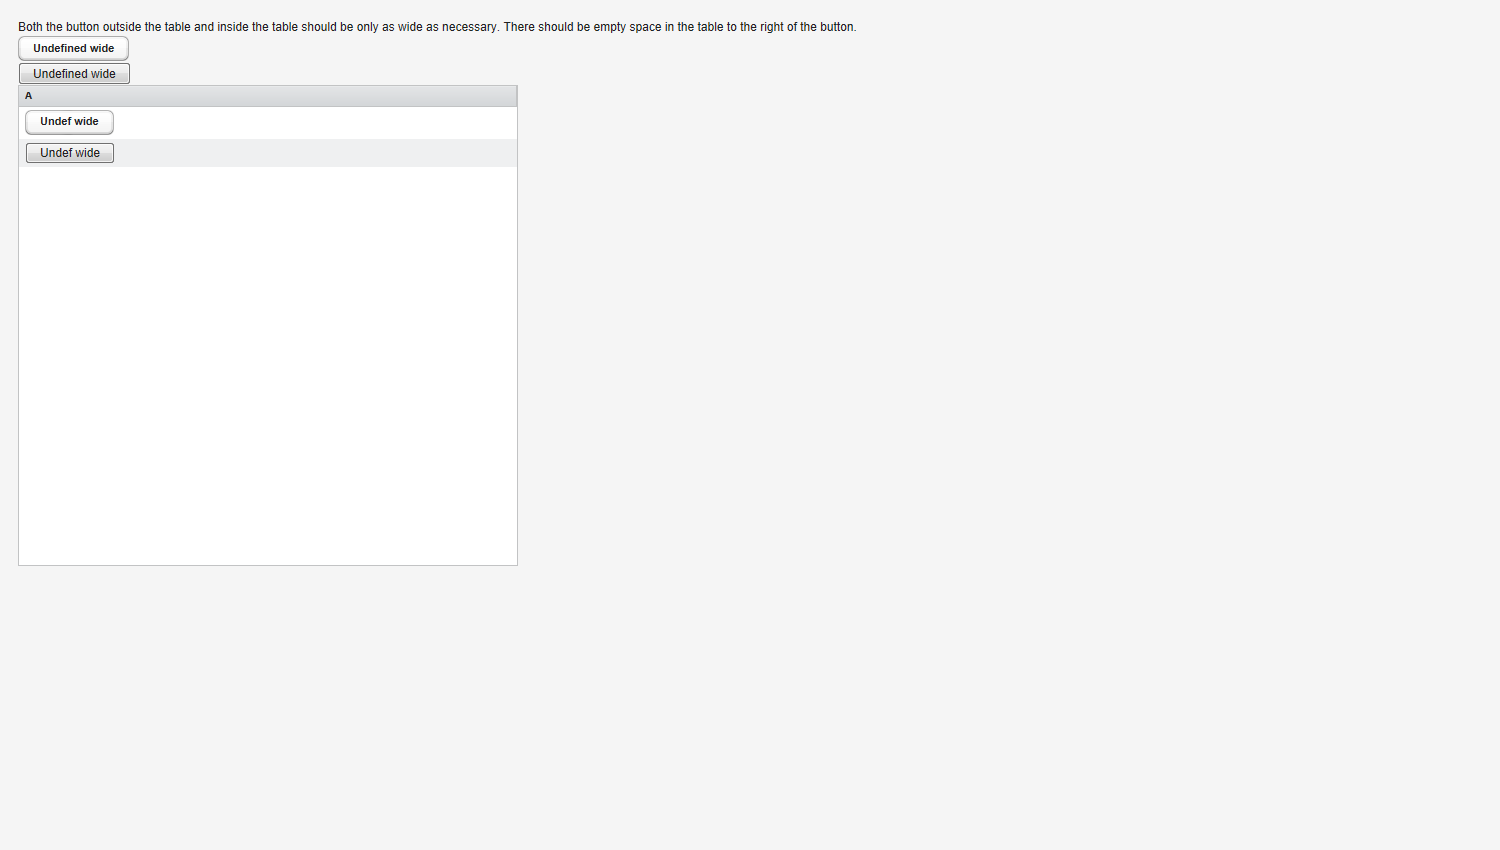 Both the button outside the table and inside the table should be only as wide as necessary. There should be empty space in the table to the right of the button.
Undefined wide
Undefined wide
A
Undef wide
Undef wide